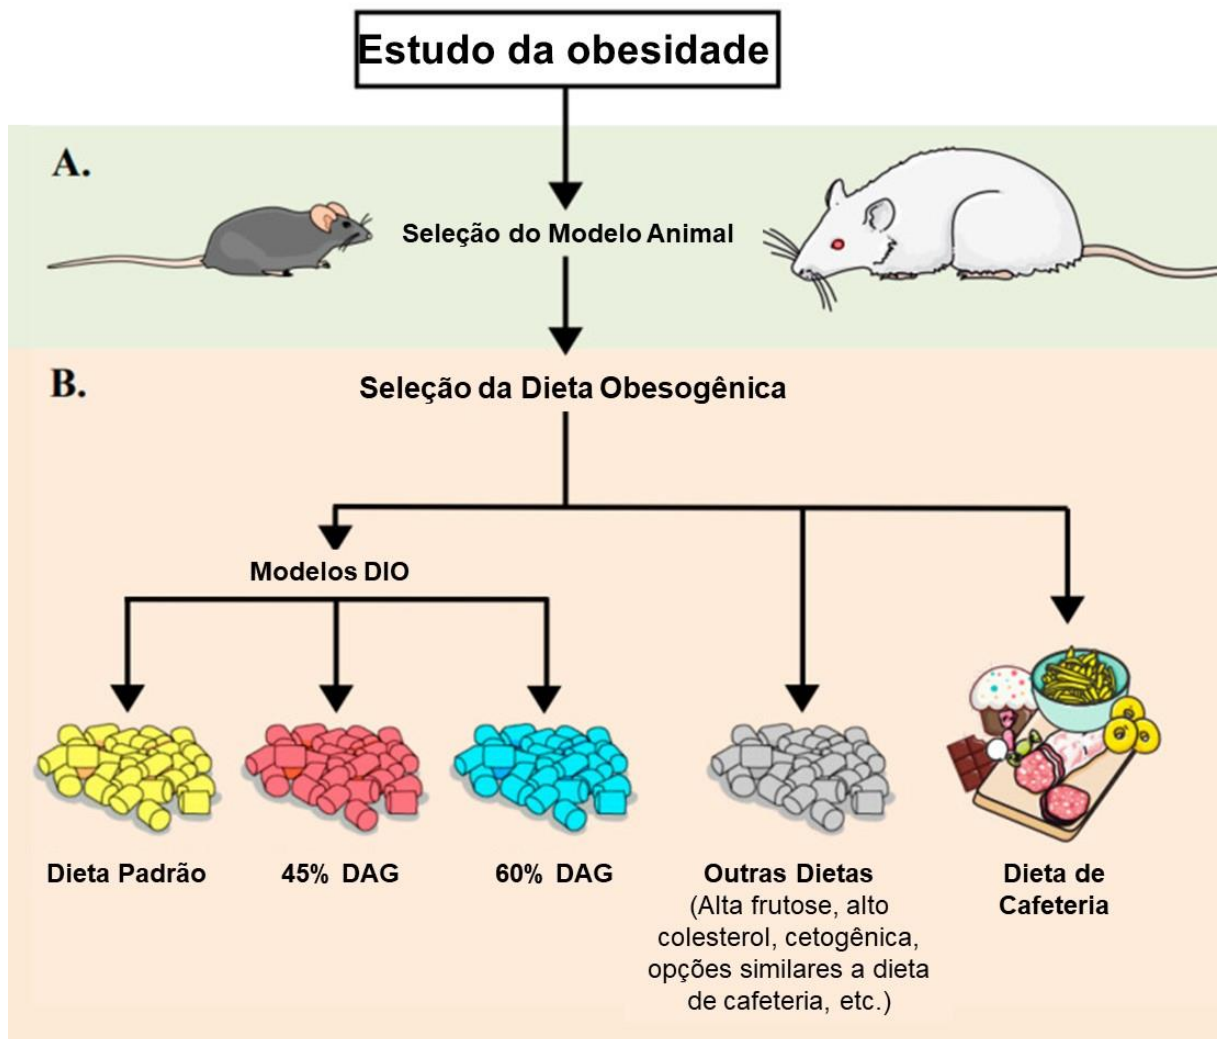 Estudo da obesidade
A.
Seleção do Modelo Animal
B.
Seleção da Dieta Obesogênica
Modelos DIO
Dieta Padrão
45% DAG
60% DAG
Outras Dietas
(Alta frutose, alto
colesterol, cetogênica,
opções similares a dieta
de cafeteria, etc.)
Dieta de
Cafeteria